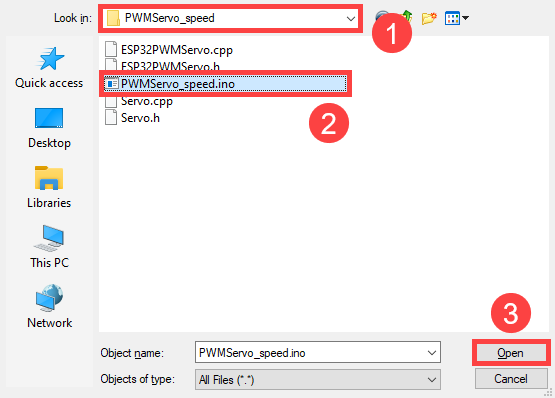 Look in: PWMServo_speed
1
ESP32PWMServo.cpp
ESP32PWMServo.h
PWMServo_speed.ino
Servo.cpp
Servo.h
2
Quick access
Desktop
Libraries
This PC
Network
3
Object name: PWMServo_speed.ino Open
Objects of type: All Files (*.*) Cancel